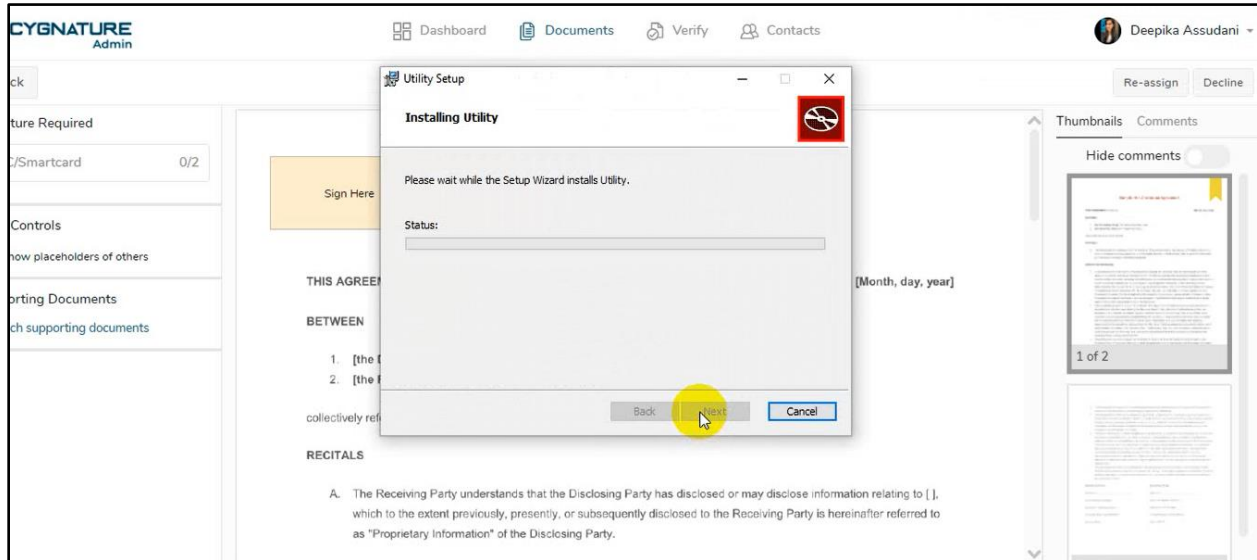 CYGNATURE
Admin
Dashboard
Documents
Verify
Contacts
Deepika Assudani
ck
Re-assign
Decline
ture Required
C/Smartcard 0/2
Controls
how placeholders of others
orting Documents
ch supporting documents
Sign Here
Utility Setup
Installing Utility
Please wait while the Setup Wizard installs Utility.
Status:
Back
Next
Cancel
THIS AGREEM
[Month, day, year]
BETWEEN
1. [the D
2. [the R
collectively ref
RECITALS
A. The Receiving Party understands that the Disclosing Party has disclosed or may disclose information relating to [ ],
which to the extent previously, presently, or subsequently disclosed to the Receiving Party is hereinafter referred to
as "Proprietary Information" of the Disclosing Party.
Thumbnails Comments
Hide comments
1 of 2